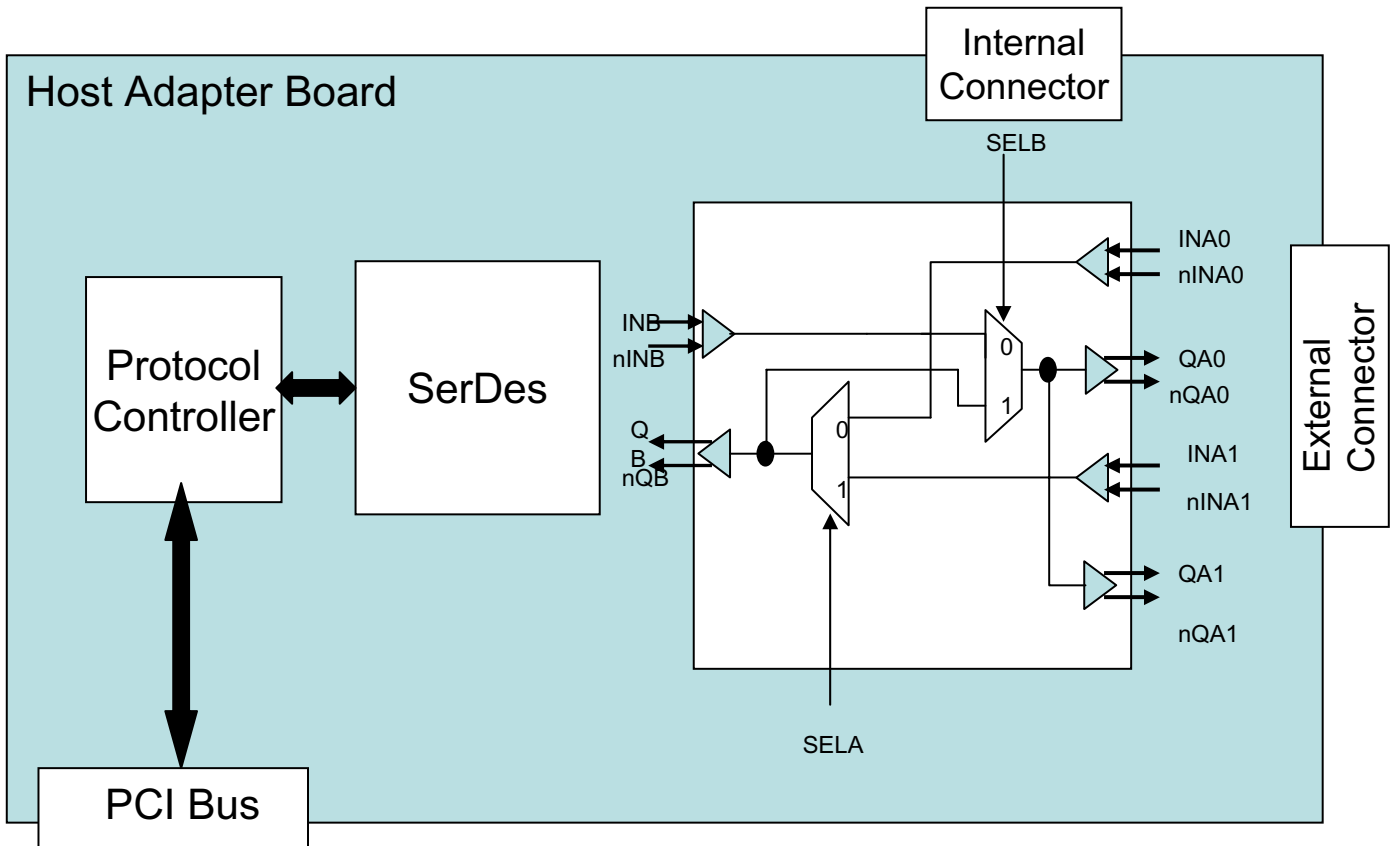 Internal
Connector
Host Adapter Board
SELB
INA0
nINA0
INB
nINB
0
1
QA0
nQA0
External
Connector
Protocol
Controller
SerDes
Q
B
nQB
0
1
INA1
nINA1
QA1
nQA1
SELA
PCI Bus